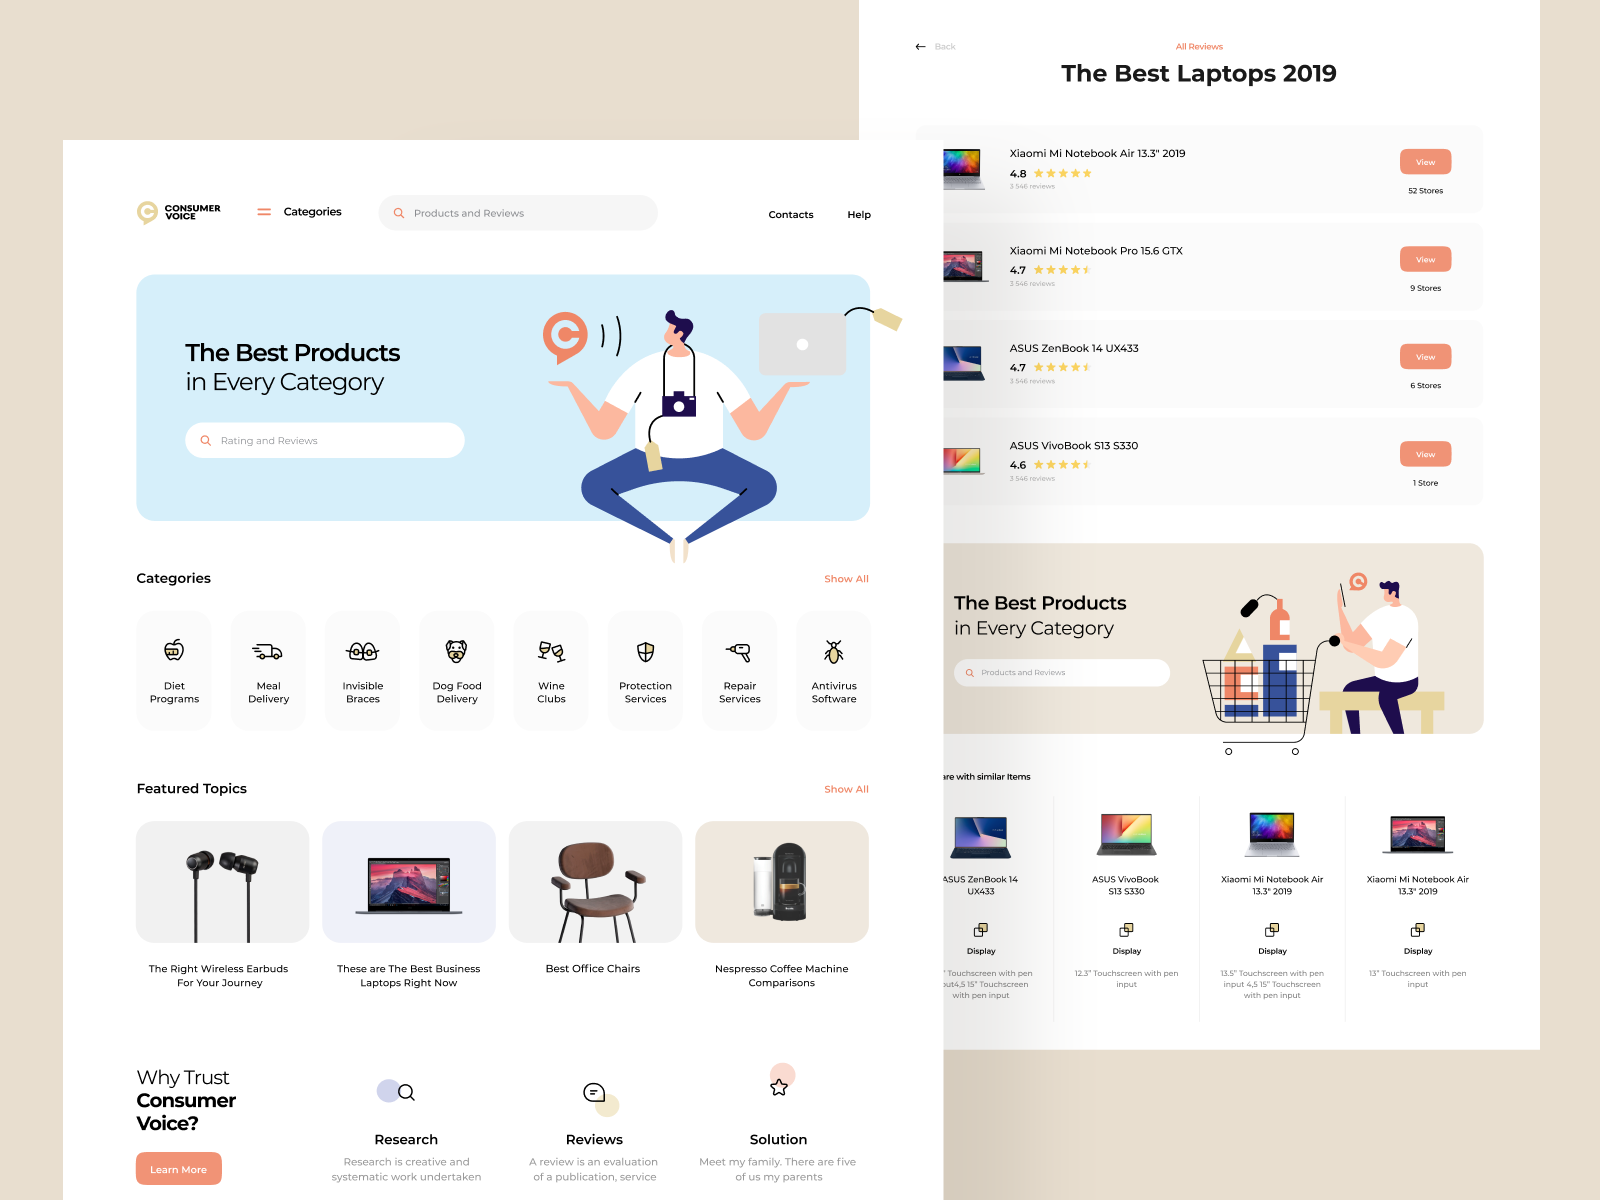 CONSUMER
VOICE
Categories
Products and Reviews
Contacts
Help
The Best Products
in Every Category
Rating and Reviews
Categories
Show All
Diet
Programs
Meal
Delivery
Invisible
Braces
Dog Food
Delivery
Wine
Clubs
Protection
Services
Repair
Services
Antivirus
Software
Featured Topics
Show All
The Right Wireless Earbuds
For Your Journey
These are The Best Business
Laptops Right Now
Best Office Chairs
Nespresso Coffee Machine
Comparisons
Why Trust
Consumer
Voice?
Learn More
Research
Research is creative and
systematic work undertaken
Reviews
A review is an evaluation
of a publication, service
Solution
Meet my family. There are five
of us my parents
Back
All Reviews
The Best Laptops 2019
Xiaomi Mi Notebook Air 13.3" 2019
4.8
3 546 reviews
View
52 Stores
Xiaomi Mi Notebook Pro 15.6 GTX
4.7
3 546 reviews
View
9 Stores
ASUS ZenBook 14 UX433
4.7
3 546 reviews
View
6 Stores
ASUS VivoBook S13 S330
4.6
3 546 reviews
View
1 Store
The Best Products
in Every Category
Products and Reviews
are with similar Items
ASUS ZenBook 14
UX433
Display
" Touchscreen with pen
put4,5 15" Touchscreen
with pen input
ASUS VivoBook
S13 S330
Display
12.3" Touchscreen with pen
input
Xiaomi Mi Notebook Air
13.3" 2019
Display
13.5" Touchscreen with pen
input 4,5 15" Touchscreen
with pen input
Xiaomi Mi Notebook Air
13.3" 2019
Display
13" Touchscreen with pen
input